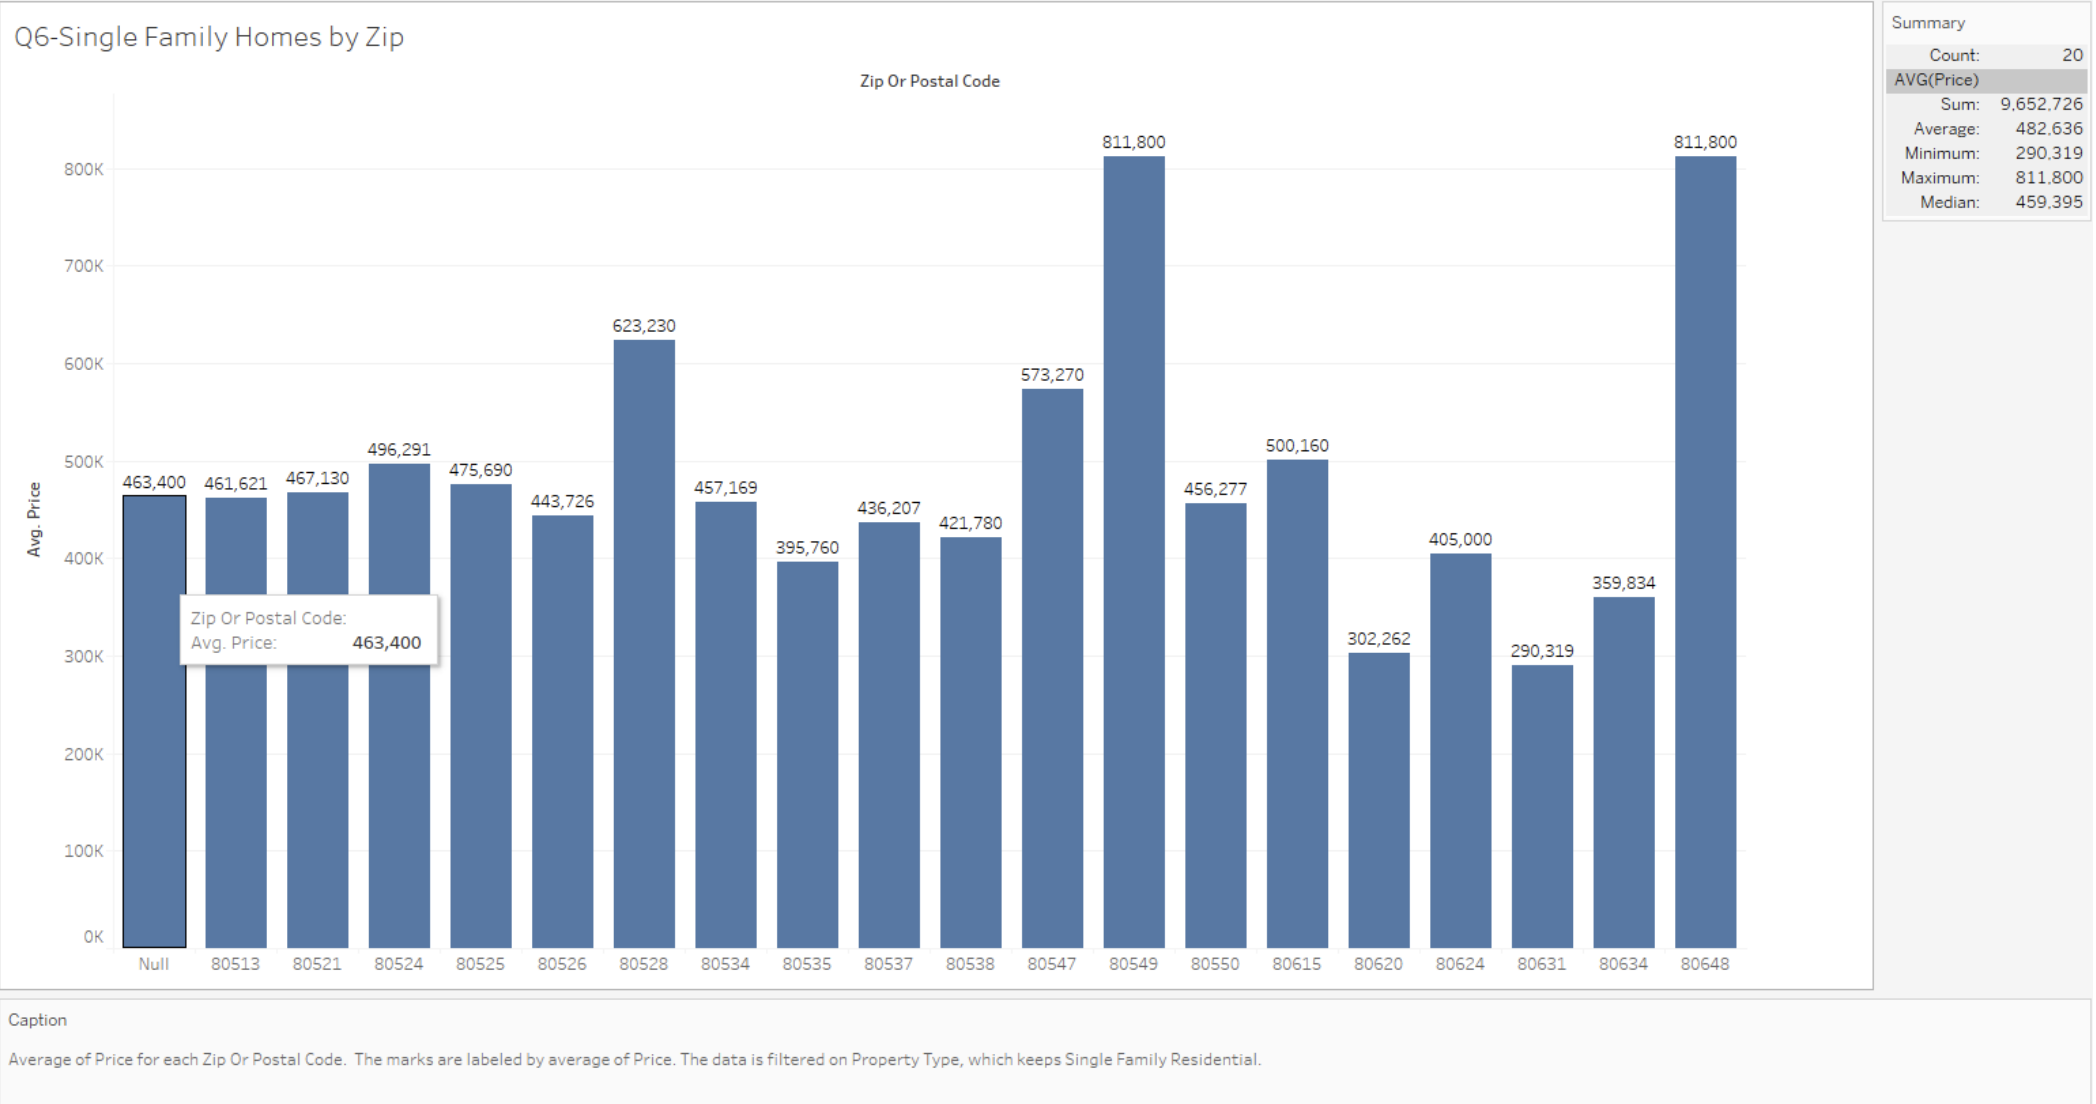 Q6-Single Family Homes by Zip
Zip Or Postal Code
Avg. Price
800K
700K
600K
500K
400K
300K
200K
100K
0K
463,400
461,621
467,130
496,291
475,690
443,726
623,230
457,169
395,760
436,207
421,780
573,270
811,800
456,277
500,160
302,262
405,000
290,319
359,834
811,800
Zip Or Postal Code:
Avg. Price: 463,400
Null 80513 80521 80524 80525 80526 80528 80534 80535 80537 80538 80547 80549 80550 80615 80620 80624 80631 80634 80648
Summary
Count: 20
AVG(Price)
Sum: 9,652,726
Average: 482,636
Minimum: 290,319
Maximum: 811,800
Median: 459,395
Caption
Average of Price for each Zip Or Postal Code. The marks are labeled by average of Price. The data is filtered on Property Type, which keeps Single Family Residential.